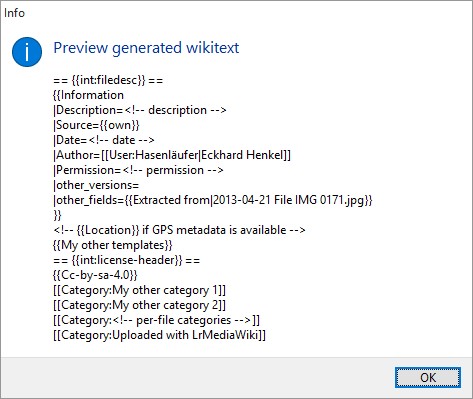 Info
Preview generated wikitext
== {{int:filedesc}} ==
{{Information
|Description=<!-- description -->
|Source={{own}}
|Date=<!-- date -->
|Author=[[User:Hasenläufer|Eckhard Henkel]]
|Permission=<!-- permission -->
|other_versions=
|other_fields={{Extracted from|2013-04-21 File IMG 0171.jpg}}
}}
<!-- {{Location}} if GPS metadata is available -->
{{My other templates}}
== {{int:license-header}} ==
{{Cc-by-sa-4.0}}
[[Category:My other category 1]]
[[Category:My other category 2]]
[[Category:<!-- per-file categories -->]]
[[Category:Uploaded with LrMediaWiki]]
OK